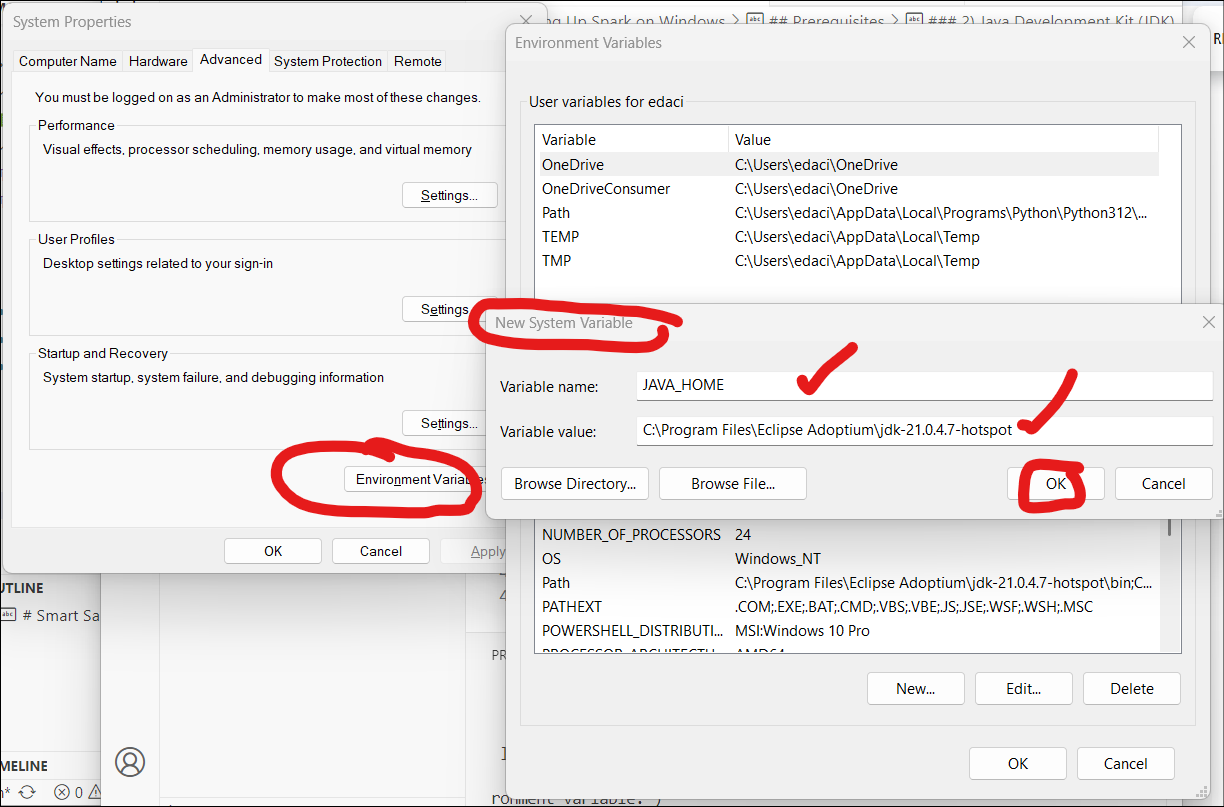 System Properties
ng Up Spark on Windows > ## Prerequisites > ### 2) Java Development Kit (JDK)
Computer Name Hardware Advanced System Protection Remote
You must be logged on as an Administrator to make most of these changes.
Performance
Visual effects, processor scheduling, memory usage, and virtual memory
Settings...
User Profiles
Desktop settings related to your sign-in
Settings
Startup and Recovery
System startup, system failure, and debugging information
Settings...
Environment Variables
OK Cancel Apply
UTLINE
# Smart Sa
MELINE
0
Environment Variables
User variables for edaci
Variable Value
OneDrive C:\Users\edaci\OneDrive
OneDriveConsumer C:\Users\edaci\OneDrive
Path C:\Users\edaci\AppData\Local\Programs\Python\Python312\...
TEMP C:\Users\edaci\AppData\Local\Temp
TMP C:\Users\edaci\AppData\Local\Temp
New System Variable
Variable name: JAVA_HOME
Variable value: C:\Program Files\Eclipse Adoptium\jdk-21.0.4.7-hotspot
Browse Directory... Browse File... OK Cancel
NUMBER_OF_PROCESSORS 24
OS Windows_NT
Path C:\Program Files\Eclipse Adoptium\jdk-21.0.4.7-hotspot\bin;C...
PATHEXT .COM;.EXE;.BAT;.CMD;.VBS;.VBE;.JS;.JSE;.WSF;.WSH;.MSC
POWERSHELL_DISTRIBUTI... MSI:Windows 10 Pro
New... Edit... Delete
OK Cancel
ronment variable. )